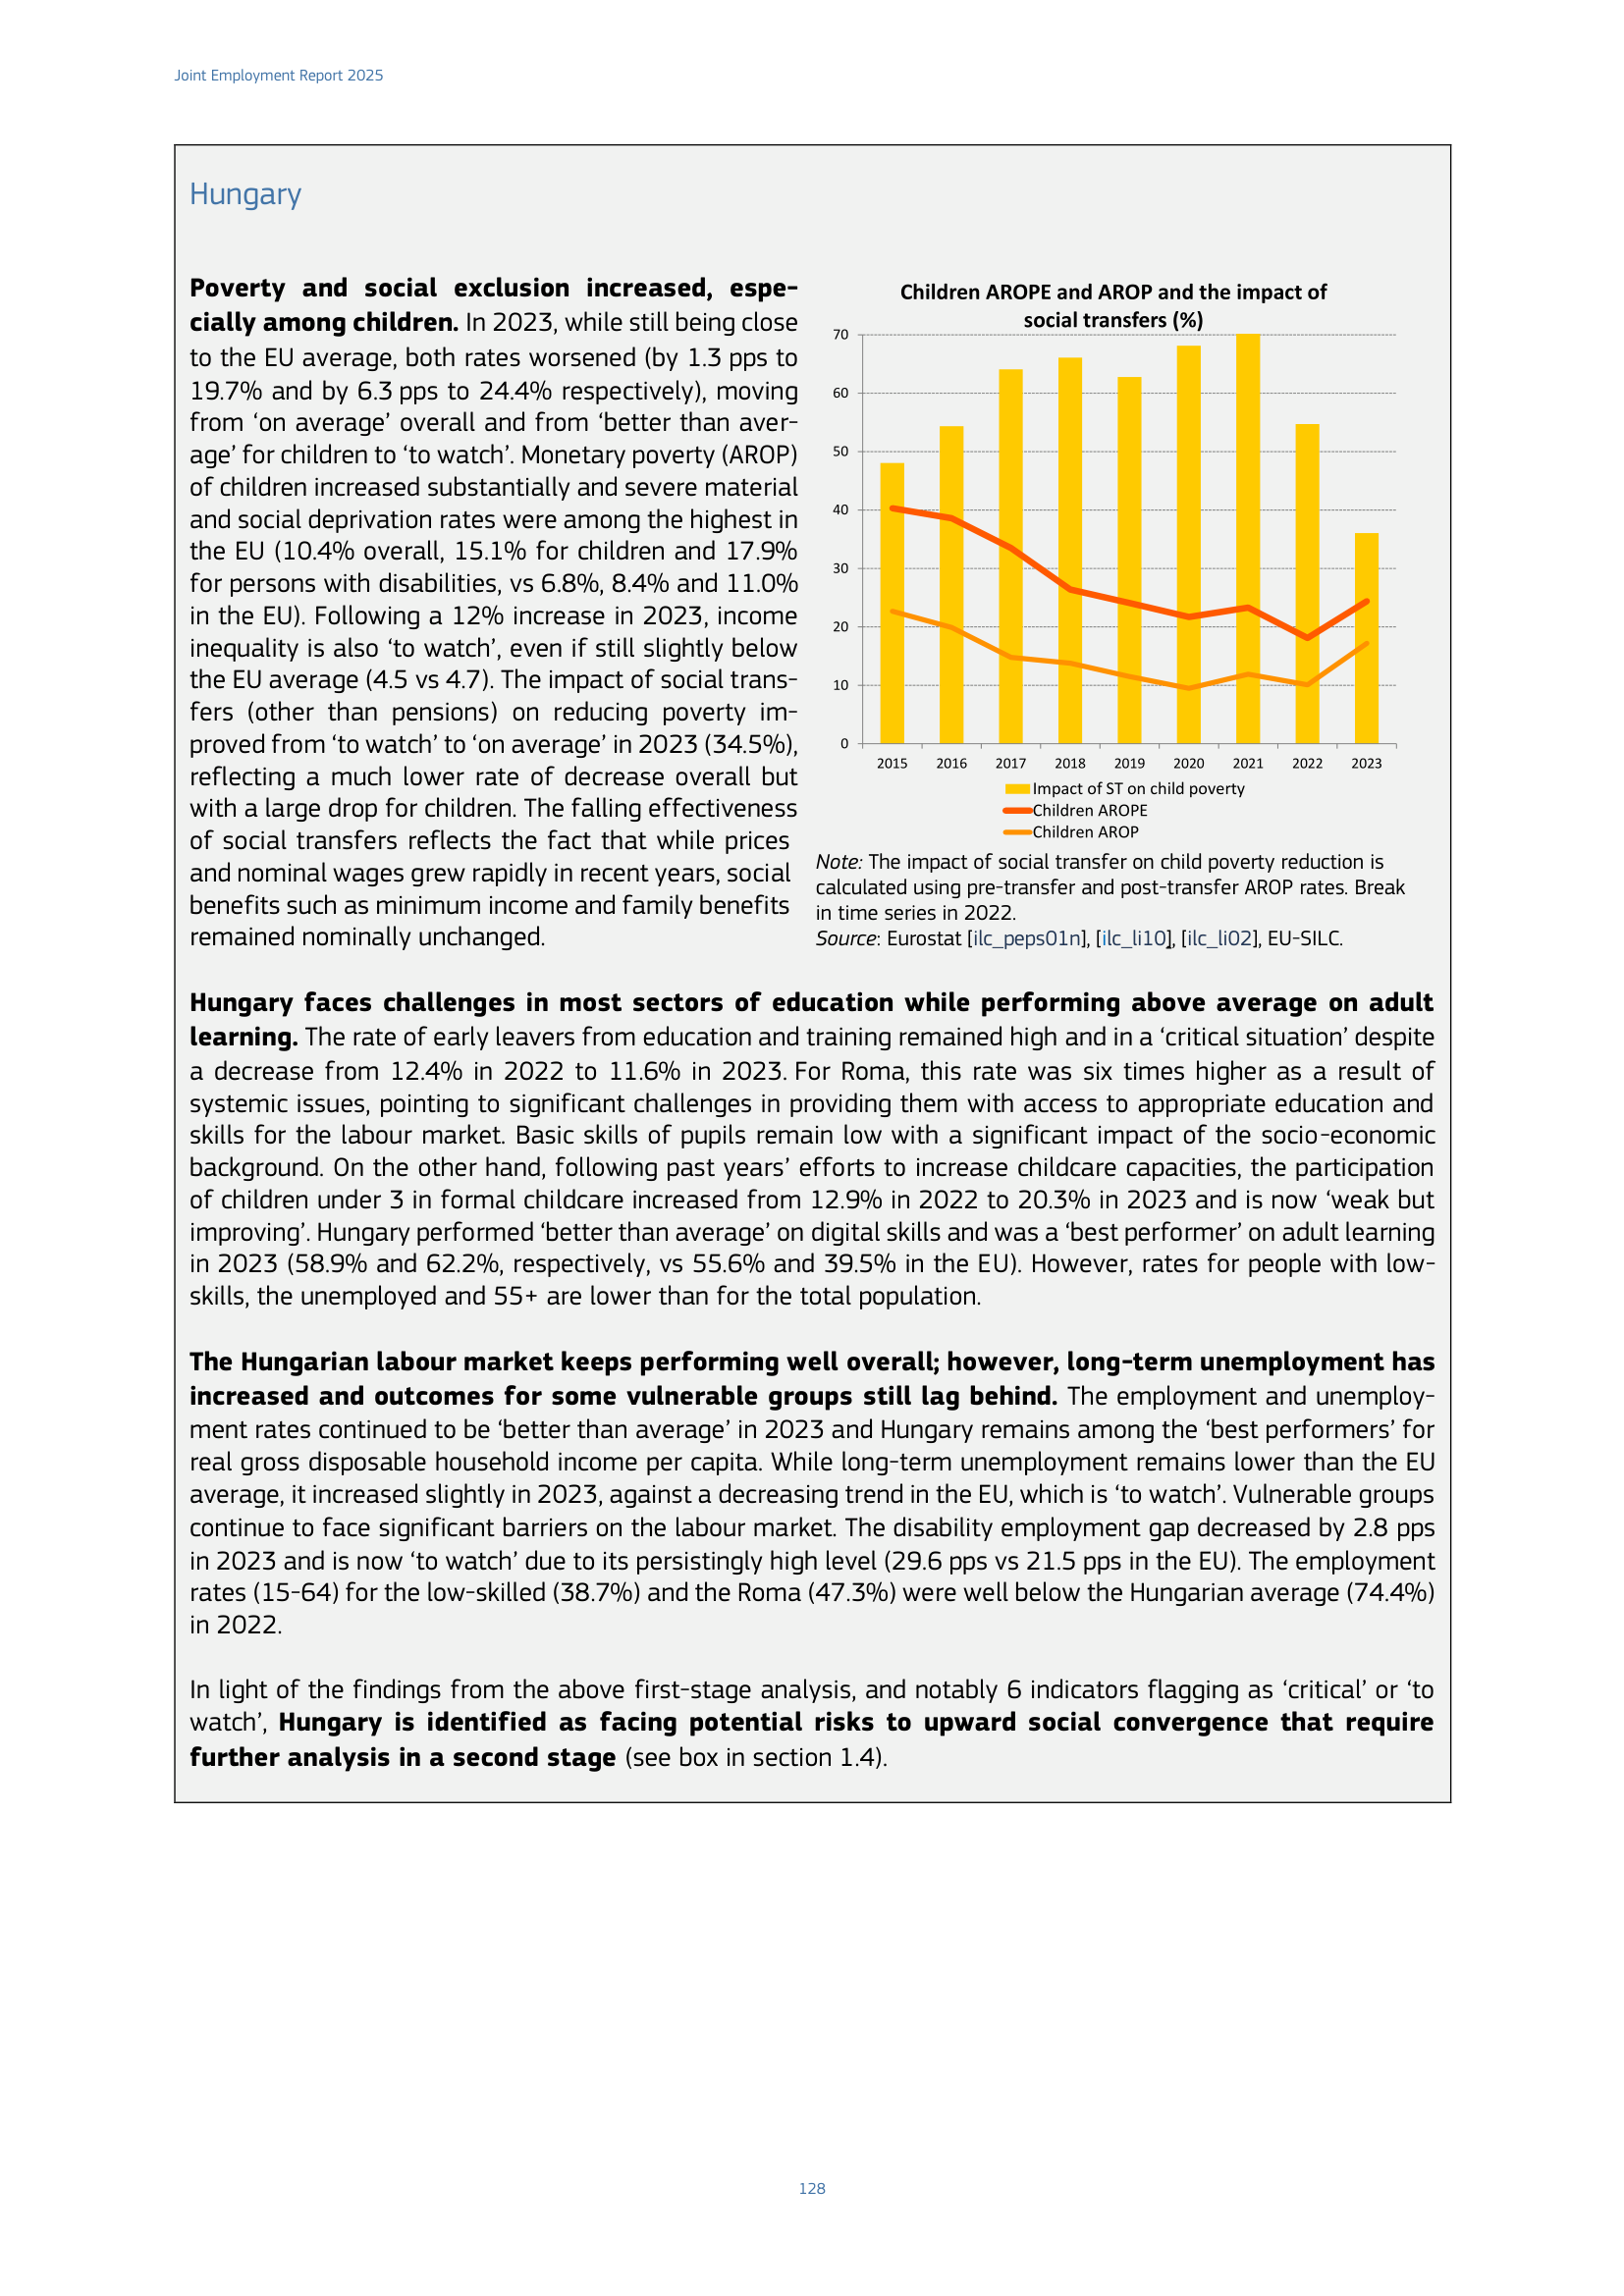 Joint Employment Report 2025
Hungary
Poverty and social exclusion increased, espe-
cially among children. In 2023, while still being close
to the EU average, both rates worsened (by 1.3 pps to
19.7% and by 6.3 pps to 24.4% respectively), moving
from ‘on average’ overall and from ‘better than aver-
age’ for children to ‘to watch’. Monetary poverty (AROP)
of children increased substantially and severe material
and social deprivation rates were among the highest in
the EU (10.4% overall, 15.1% for children and 17.9%
for persons with disabilities, vs 6.8%, 8.4% and 11.0%
in the EU). Following a 12% increase in 2023, income
inequality is also ‘to watch’, even if still slightly below
the EU average (4.5 vs 4.7). The impact of social trans-
fers (other than pensions) on reducing poverty im-
proved from ‘to watch’ to ‘on average’ in 2023 (34.5%),
reflecting a much lower rate of decrease overall but
with a large drop for children. The falling effectiveness
of social transfers reflects the fact that while prices
and nominal wages grew rapidly in recent years, social
benefits such as minimum income and family benefits
remained nominally unchanged.
Children AROPE and AROP and the impact of
social transfers (%)
70
60
50
40
30
20
10
0
2015 2016 2017 2018 2019 2020 2021 2022 2023
Impact of ST on child poverty
Children AROPE
Children AROP
Note: The impact of social transfer on child poverty reduction is
calculated using pre-transfer and post-transfer AROP rates. Break
in time series in 2022.
Source: Eurostat [ilc_peps01n], [ilc_li10], [ilc_li02], EU-SILC.
Hungary faces challenges in most sectors of education while performing above average on adult
learning. The rate of early leavers from education and training remained high and in a ‘critical situation’ despite
a decrease from 12.4% in 2022 to 11.6% in 2023. For Roma, this rate was six times higher as a result of
systemic issues, pointing to significant challenges in providing them with access to appropriate education and
skills for the labour market. Basic skills of pupils remain low with a significant impact of the socio-economic
background. On the other hand, following past years’ efforts to increase childcare capacities, the participation
of children under 3 in formal childcare increased from 12.9% in 2022 to 20.3% in 2023 and is now ‘weak but
improving’. Hungary performed ‘better than average’ on digital skills and was a ‘best performer’ on adult learning
in 2023 (58.9% and 62.2%, respectively, vs 55.6% and 39.5% in the EU). However, rates for people with low-
skills, the unemployed and 55+ are lower than for the total population.
The Hungarian labour market keeps performing well overall; however, long-term unemployment has
increased and outcomes for some vulnerable groups still lag behind. The employment and unemploy-
ment rates continued to be ‘better than average’ in 2023 and Hungary remains among the ‘best performers’ for
real gross disposable household income per capita. While long-term unemployment remains lower than the EU
average, it increased slightly in 2023, against a decreasing trend in the EU, which is ‘to watch’. Vulnerable groups
continue to face significant barriers on the labour market. The disability employment gap decreased by 2.8 pps
in 2023 and is now ‘to watch’ due to its persistingly high level (29.6 pps vs 21.5 pps in the EU). The employment
rates (15-64) for the low-skilled (38.7%) and the Roma (47.3%) were well below the Hungarian average (74.4%)
in 2022.
In light of the findings from the above first-stage analysis, and notably 6 indicators flagging as ‘critical’ or ‘to
watch’, Hungary is identified as facing potential risks to upward social convergence that require
further analysis in a second stage (see box in section 1.4).
128